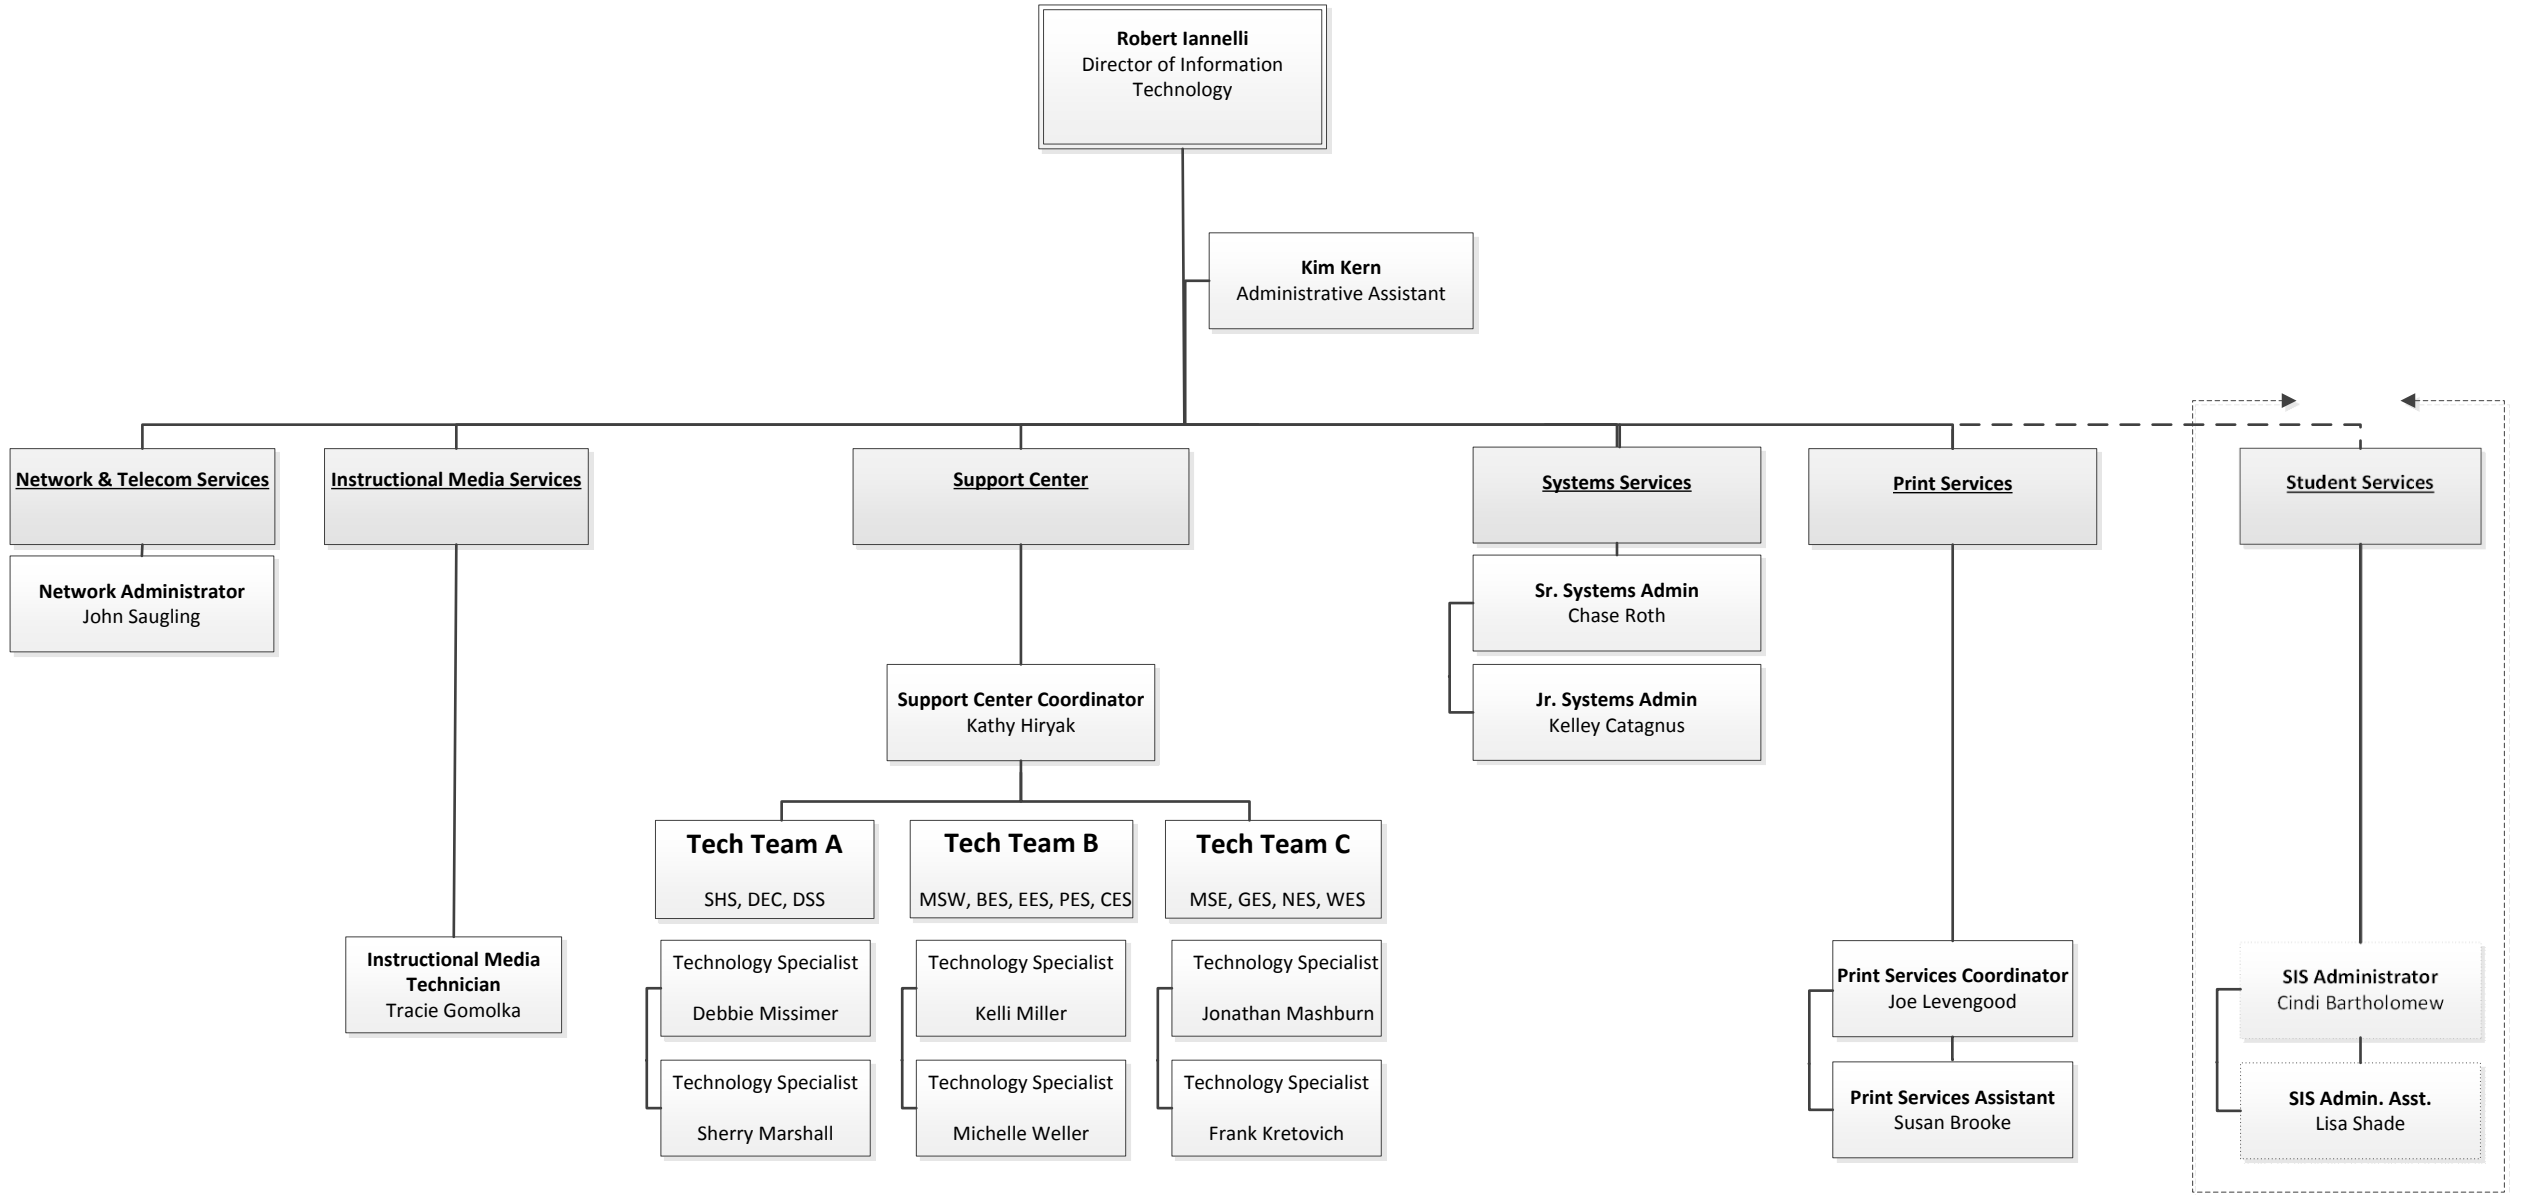 Robert Iannelli
Director of Information
Technology
Kim Kern
Administrative Assistant
Network & Telecom Services
Instructional Media Services
Support Center
Systems Services
Print Services
Student Services
Network Administrator
John Saugling
Sr. Systems Admin
Chase Roth
Support Center Coordinator
Kathy Hiryak
Jr. Systems Admin
Kelley Catagnus
Tech Team A
SHS, DEC, DSS
Tech Team B
MSW, BES, EES, PES, CES
Tech Team C
MSE, GES, NES, WES
Instructional Media
Technician
Tracie Gomolka
Technology Specialist
Debbie Missimer
Technology Specialist
Kelli Miller
Technology Specialist
Jonathan Mashburn
Print Services Coordinator
Joe Levengood
SIS Administrator
Cindi Bartholomew
Technology Specialist
Sherry Marshall
Technology Specialist
Michelle Weller
Technology Specialist
Frank Kretovich
Print Services Assistant
Susan Brooke
SIS Admin. Asst.
Lisa Shade